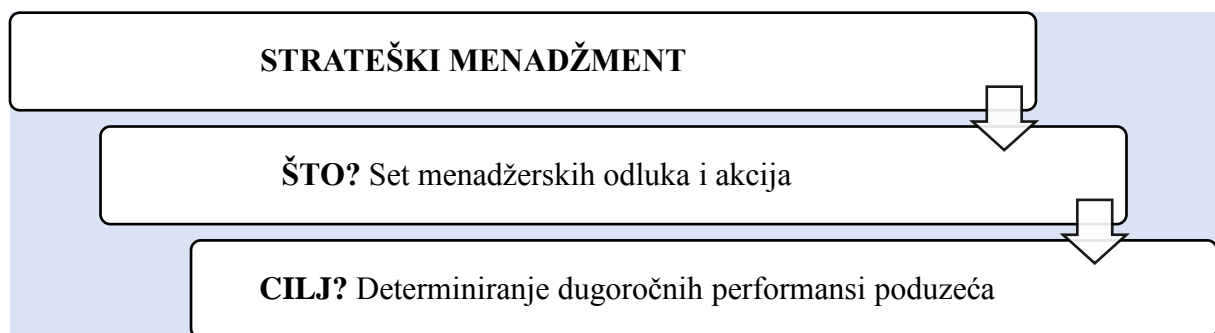 STRATEŠKI MENADŽMENT
ŠTO? Set menadžerskih odluka i akcija
CILJ? Determiniranje dugoročnih performansi poduzeća